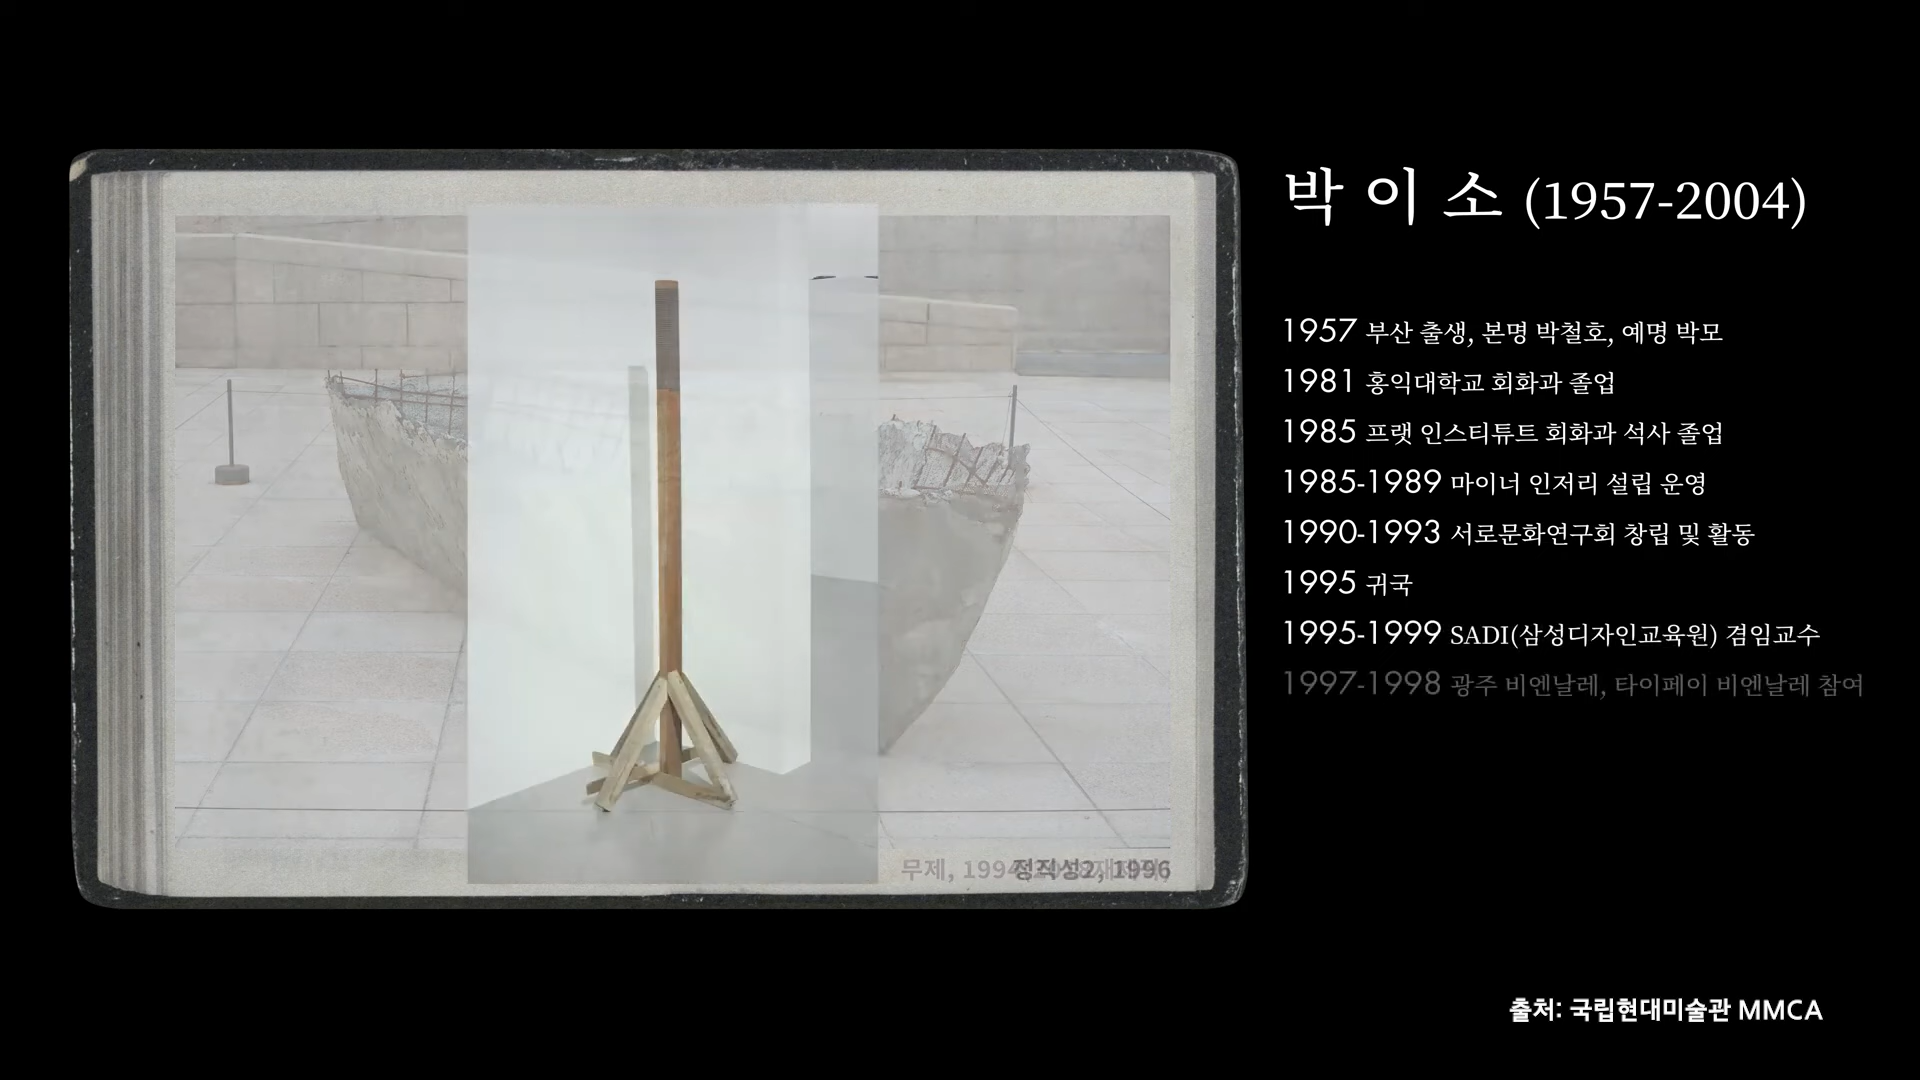 박이소 (1957-2004)
1957 부산 출생, 본명 박철호, 예명 박모
1981 홍익대학교 회화과 졸업
1985 프랫 인스티튜트 회화과 석사 졸업
1985-1989 마이너 인저리 설립 운영
1990-1993 서로문화연구회 창립 및 활동
1995 귀국
1995-1999 SADI(삼성디자인교육원) 겸임교수
1997-1998 광주 비엔날레, 타이페이 비엔날레 참여
무제, 정직성2, 1996
출처: 국립현대미술관 MMCA